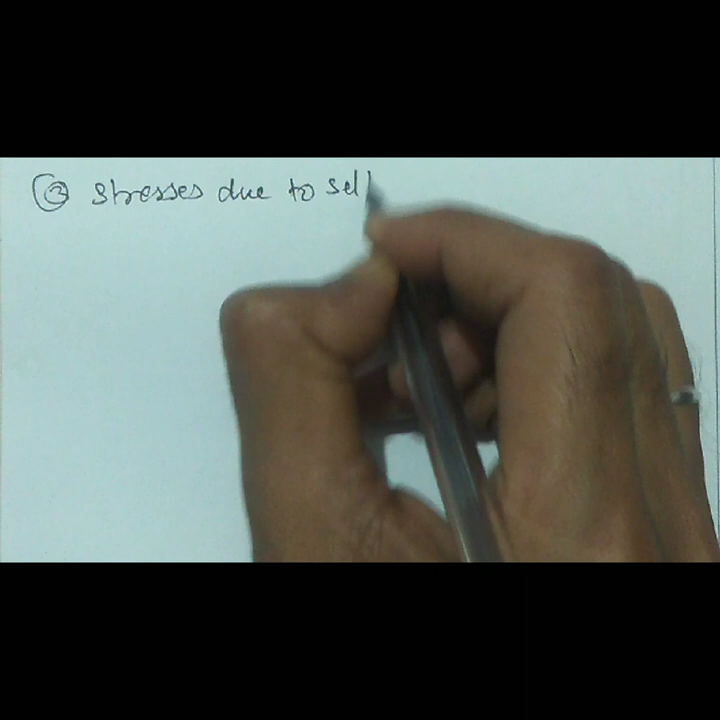 ③ stresses due to sel